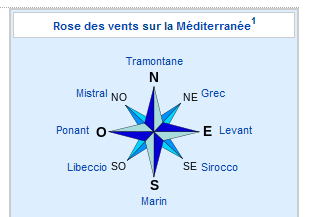 Rose des vents sur la Méditerranée1
Tramontane
N
Mistral NO NE Grec
Ponant O E Levant
Libeccio SO SE Sirocco
S
Marin